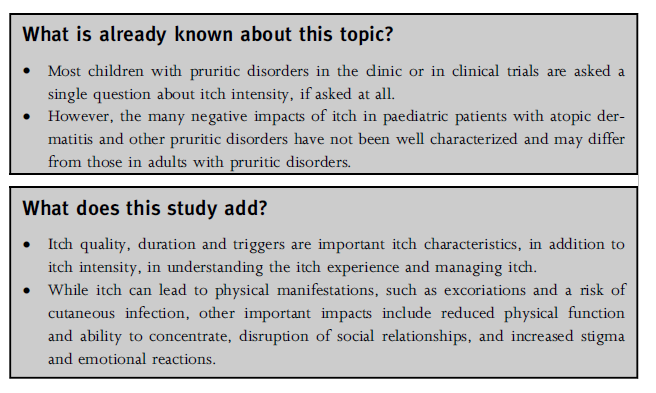 What is already known about this topic?
• Most children with pruritic disorders in the clinic or in clinical trials are asked a
single question about itch intensity, if asked at all.
• However, the many negative impacts of itch in paediatric patients with atopic der-
matitis and other pruritic disorders have not been well characterized and may differ
from those in adults with pruritic disorders.
What does this study add?
• Itch quality, duration and triggers are important itch characteristics, in addition to
itch intensity, in understanding the itch experience and managing itch.
• While itch can lead to physical manifestations, such as excoriations and a risk of
cutaneous infection, other important impacts include reduced physical function
and ability to concentrate, disruption of social relationships, and increased stigma
and emotional reactions.